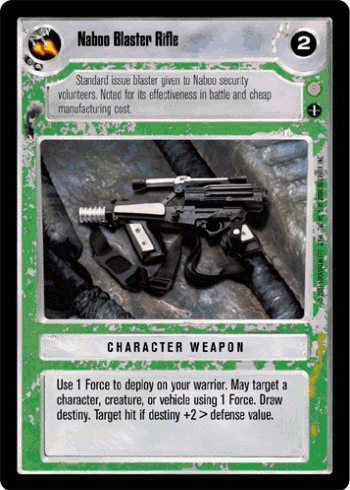 Naboo Blaster Rifle
2
Standard issue blaster given to Naboo security
volunteers. Noted for its effectiveness in battle and cheap
manufacturing cost.
CHARACTER WEAPON
Use 1 Force to deploy on your warrior. May target a
character, creature, or vehicle using 1 Force. Draw
destiny. Target hit if destiny +2 > defense value.